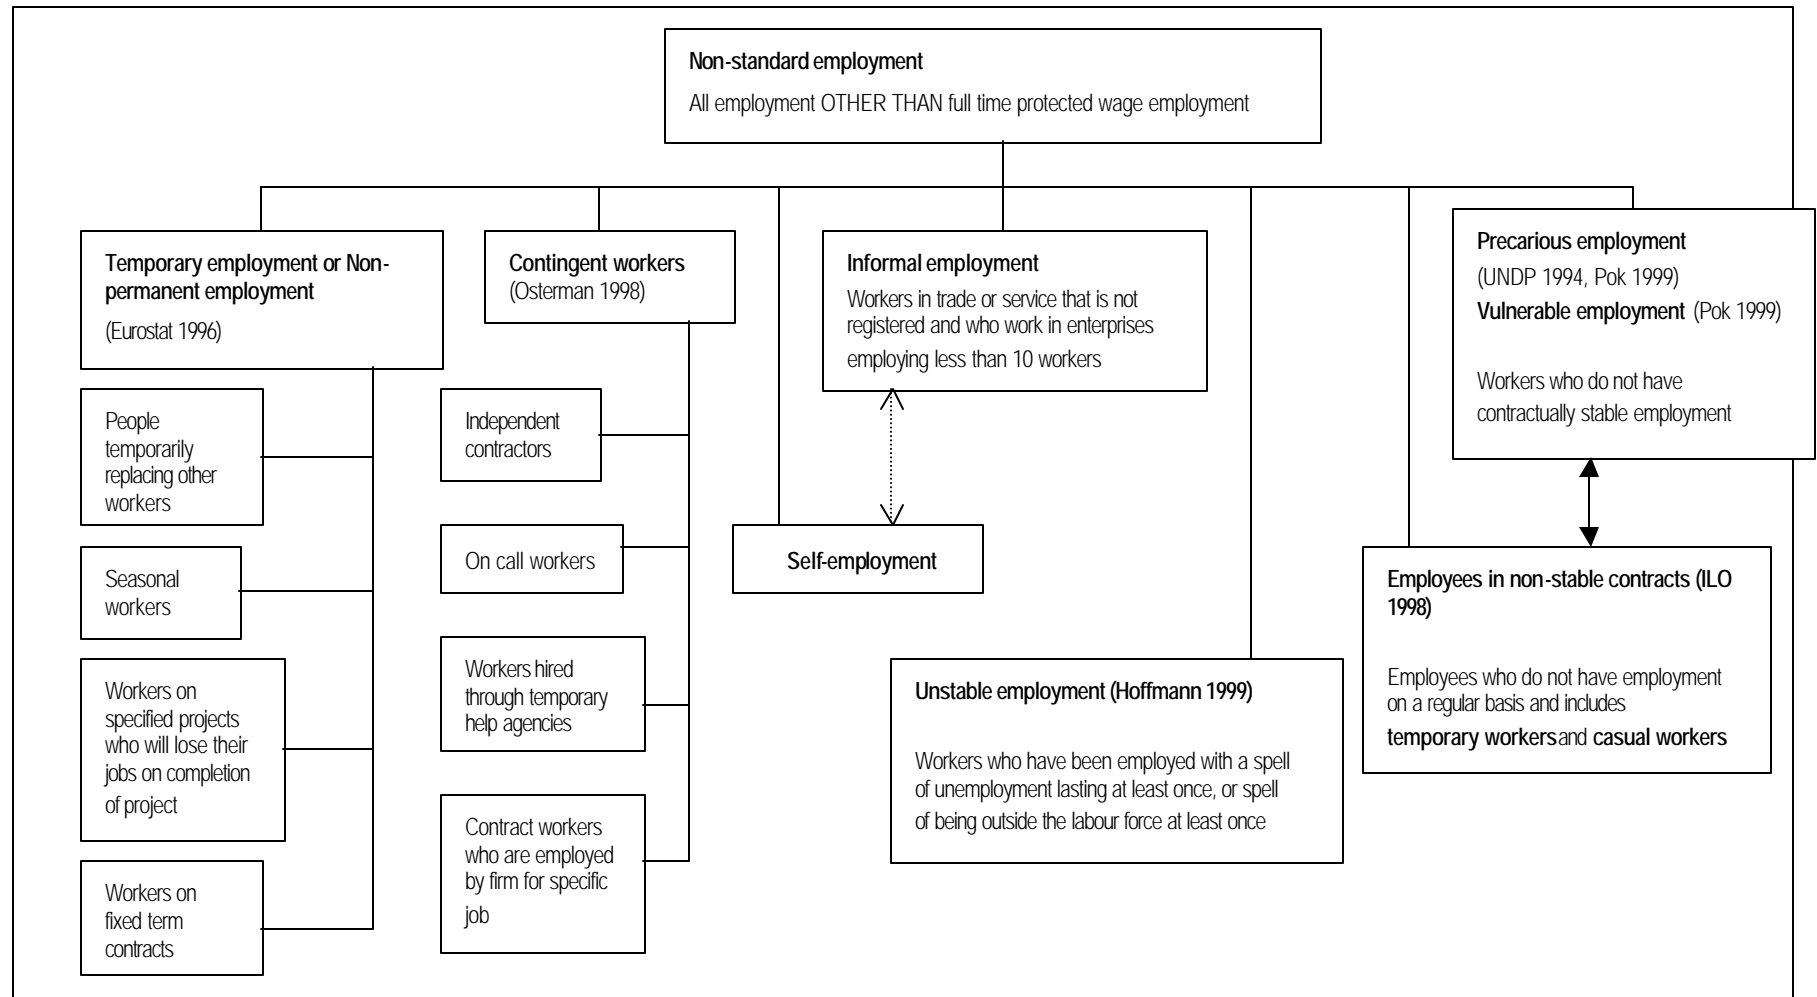 Non-standard employment
All employment OTHER THAN full time protected wage employment
Temporary employment or Non-
permanent employment
(Eurostat 1996)
People
temporarily
replacing other
workers
Seasonal
workers
Workers on
specified projects
who will lose their
jobs on completion
of project
Workers on
fixed term
contracts
Contingent workers
(Osterman 1998)
Independent
contractors
On call workers
Workers hired
through temporary
help agencies
Contract workers
who are employed
by firm for specific
job
Informal employment
Workers in trade or service that is not
registered and who work in enterprises
employing less than 10 workers
Self-employment
Unstable employment (Hoffmann 1999)
Workers who have been employed with a spell
of unemployment lasting at least once, or spell
of being outside the labour force at least once
Precarious employment
(UNDP 1994, Pok 1999)
Vulnerable employment (Pok 1999)
Workers who do not have
contractually stable employment
Employees in non-stable contracts (ILO
1998)
Employees who do not have employment
on a regular basis and includes
temporary workers and casual workers